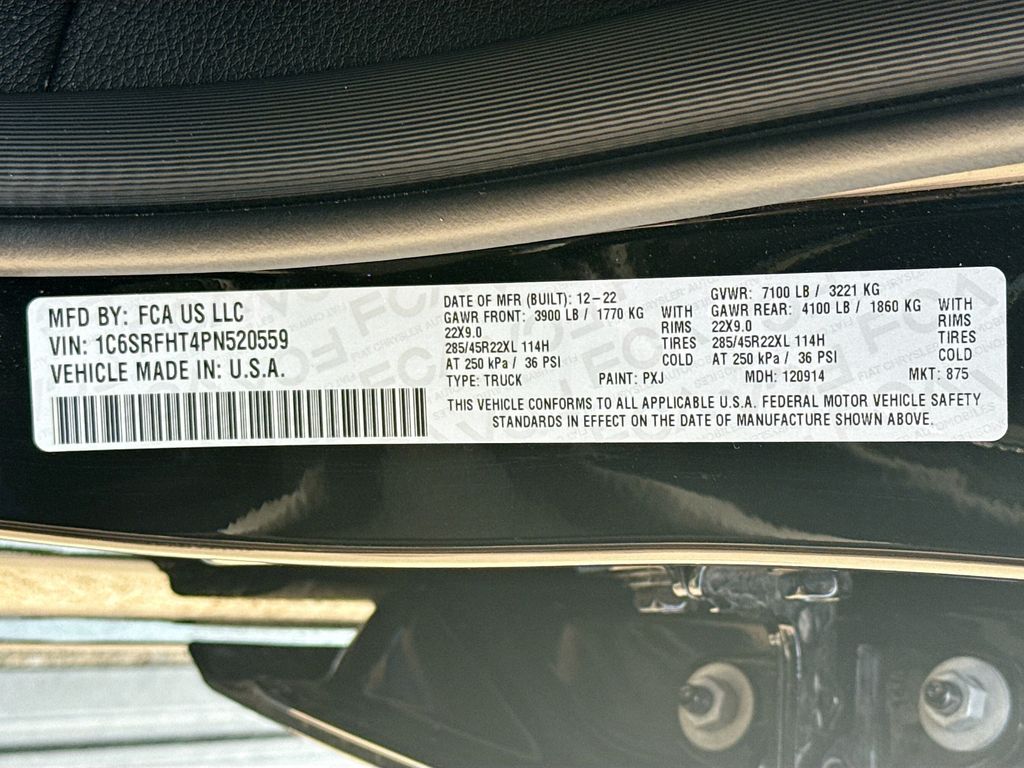 MFD BY: FCA US LLC
VIN: 1C6SRFHT4PN520559
VEHICLE MADE IN: U.S.A.
DATE OF MFR (BUILT): 12-22
GAWR FRONT: 3900 LB / 1770 KG WITH
22X9.0 RIMS
285/45R22XL 114H TIRES
AT 250 kPa / 36 PSI COLD
GVWR: 7100 LB / 3221 KG
GAWR REAR: 4100 LB / 1860 KG WITH
22X9.0 RIMS
285/45R22XL 114H TIRES
AT 250 kPa / 36 PSI COLD
TYPE: TRUCK PAINT: PXJ MDH: 120914 MKT: 875
THIS VEHICLE CONFORMS TO ALL APPLICABLE U.S.A. FEDERAL MOTOR VEHICLE SAFETY
STANDARDS IN EFFECT ON THE DATE OF MANUFACTURE SHOWN ABOVE.